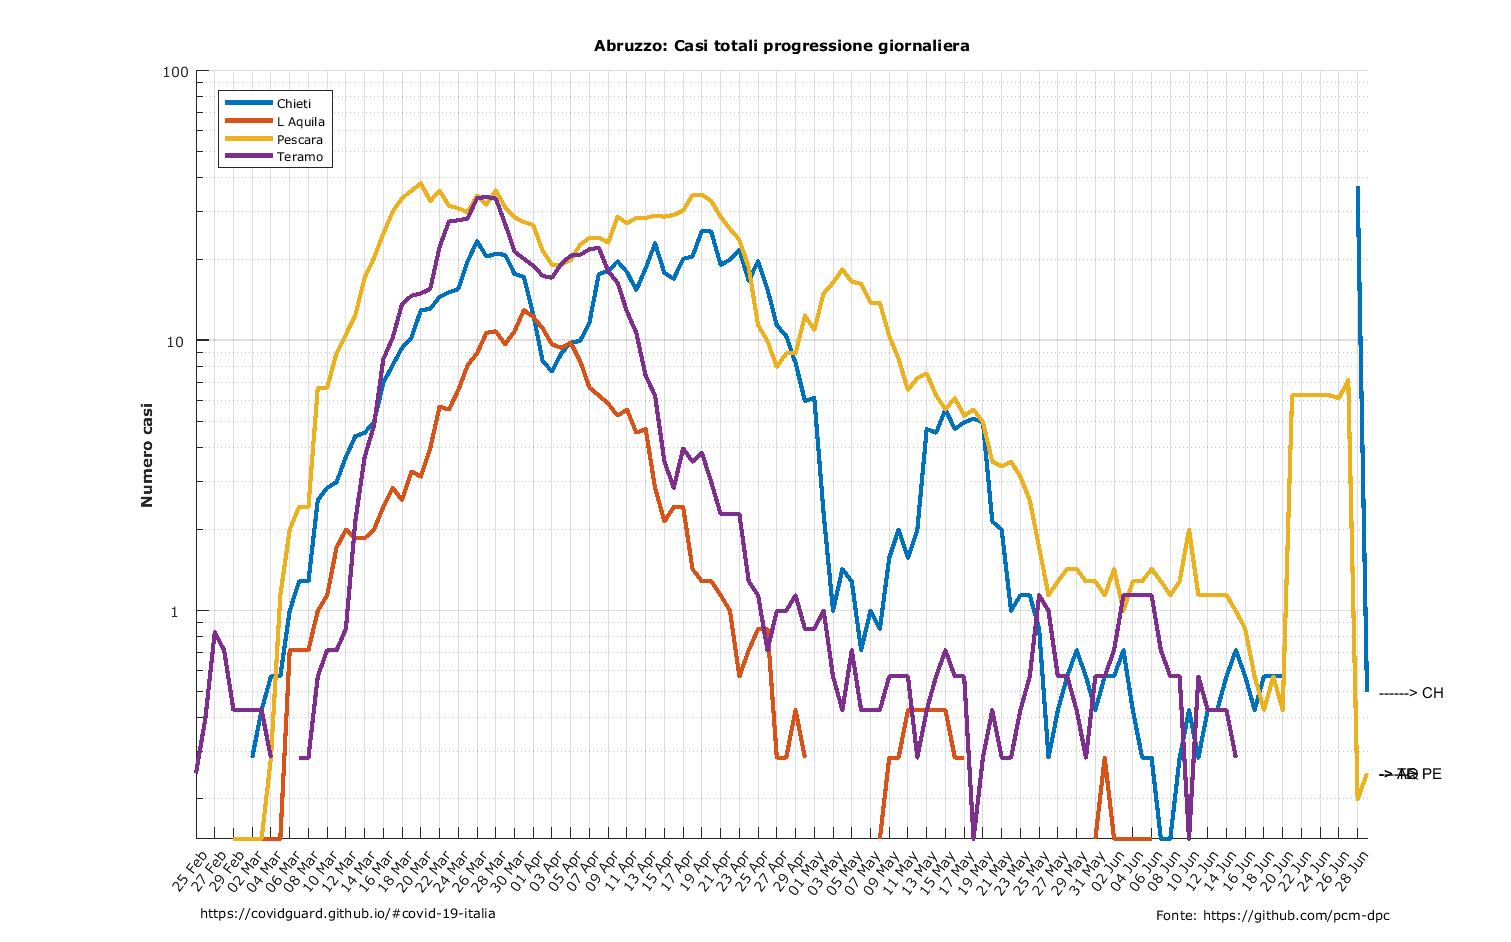 Abruzzo: Casi totali progressione giornaliera
100
10
1
Numero casi
Chieti
L Aquila
Pescara
Teramo
------> CH
PE
25 Feb
27 Feb
29 Feb
02 Mar
04 Mar
06 Mar
08 Mar
10 Mar
12 Mar
14 Mar
16 Mar
18 Mar
20 Mar
22 Mar
24 Mar
26 Mar
28 Mar
30 Mar
01 Apr
03 Apr
05 Apr
07 Apr
09 Apr
11 Apr
13 Apr
15 Apr
17 Apr
19 Apr
21 Apr
23 Apr
25 Apr
27 Apr
29 Apr
01 May
03 May
05 May
07 May
09 May
11 May
13 May
15 May
17 May
19 May
21 May
23 May
25 May
27 May
29 May
31 May
02 Jun
04 Jun
06 Jun
08 Jun
10 Jun
12 Jun
14 Jun
16 Jun
18 Jun
20 Jun
22 Jun
24 Jun
26 Jun
28 Jun
https://covidguard.github.io/#covid-19-italia
Fonte: https://github.com/pcm-dpc